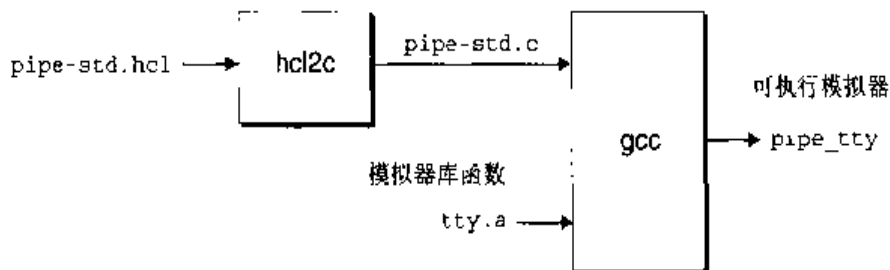 pipe-std.hcl
hcl2c
pipe-std.c
gcc
模拟器库函数
tty.a
可执行模拟器
pipe_tty